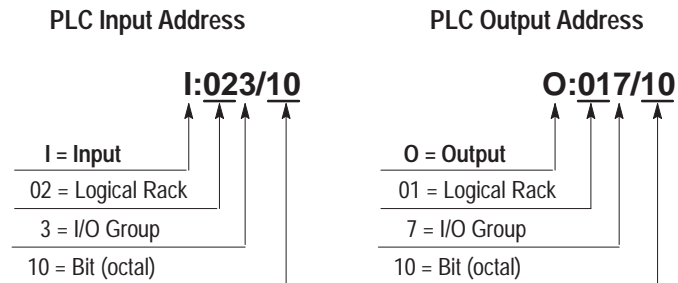 PLC Input Address
I:023/10
I = Input
02 = Logical Rack
3 = I/O Group
10 = Bit (octal)
PLC Output Address
O:017/10
O = Output
01 = Logical Rack
7 = I/O Group
10 = Bit (octal)